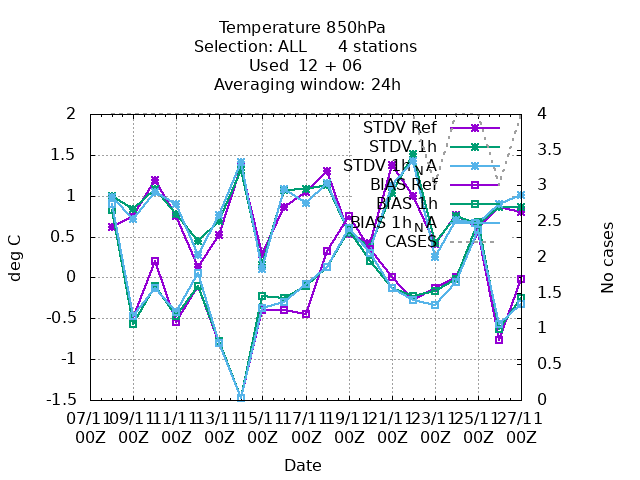 Temperature 850hPa
Selection: ALL      4 stations
Used  12 + 06
Averaging window: 24h
deg C
2
1.5
1
0.5
0
-0.5
-1
-1.5
4
3.5
3
2.5
2
1.5
1
0.5
0
No cases
STDV Ref
STDV 1h
STDV 1h_NA
BIAS Ref
BIAS 1h
BIAS 1h_NA
CASES
07/11 09/11 11/11 13/11 15/11 17/11 19/11 21/11 23/11 25/11 27/11
00Z 00Z 00Z 00Z 00Z 00Z 00Z 00Z 00Z 00Z 00Z
Date